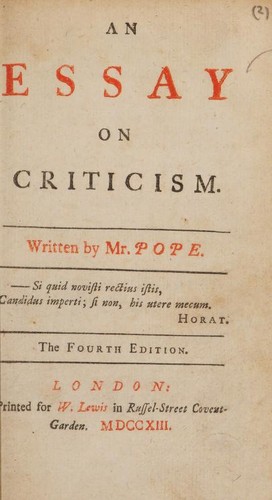 (2)
AN
ESSAY
ON
CRITICISM.
Written by Mr. POPE.
—Si quid novisti rectius istis,
Candidus imperti; si non, his utere mecum.
HORAT.
The FOURTH EDITION.
LONDON:
Printed for W. Lewis in Russel-Street Covent-
Garden. MDCCXIII.